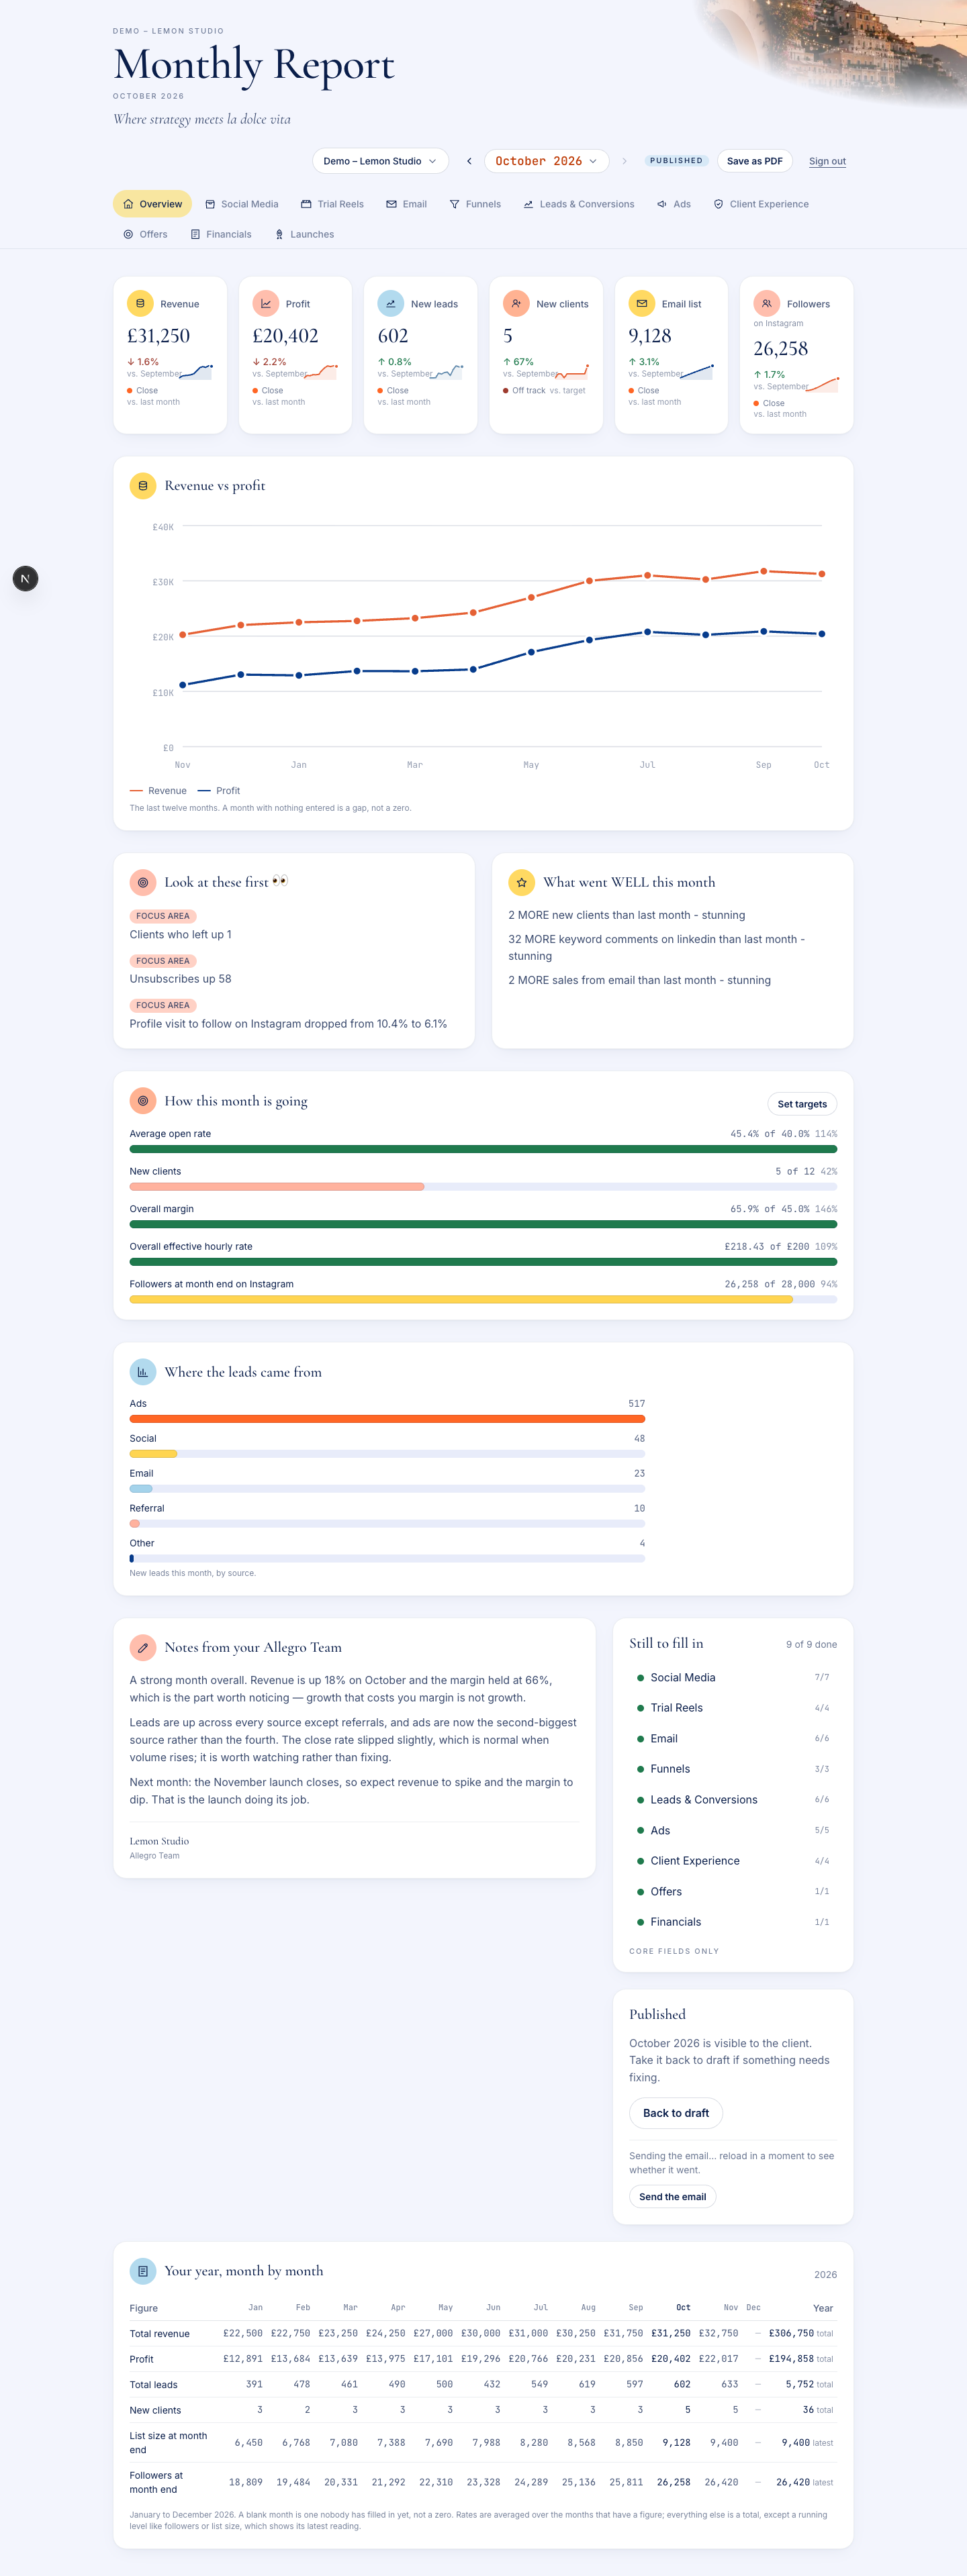 DEMO – LEMON STUDIO
Monthly Report
OCTOBER 2026
Where strategy meets la dolce vita
Demo – Lemon Studio
October 2026
PUBLISHED
Save as PDF
Sign out
Overview
Social Media
Trial Reels
Email
Funnels
Leads & Conversions
Ads
Client Experience
Offers
Financials
Launches
Revenue
£31,250
↓ 1.6%
vs. September
Close
vs. last month
Profit
£20,402
↓ 2.2%
vs. September
Close
vs. last month
New leads
602
↑ 0.8%
vs. September
Close
vs. last month
New clients
5
↑ 67%
vs. September
Off track vs. target
Email list
9,128
↑ 3.1%
vs. September
Close
vs. last month
Followers
on Instagram
26,258
↑ 1.7%
vs. September
Close
vs. last month
Revenue vs profit
£40K
£30K
£20K
£10K
£0
Nov Jan Mar May Jul Sep Oct
Revenue Profit
The last twelve months. A month with nothing entered is a gap, not a zero.
N
Look at these first 👀
FOCUS AREA
Clients who left up 1
FOCUS AREA
Unsubscribes up 58
FOCUS AREA
Profile visit to follow on Instagram dropped from 10.4% to 6.1%
What went WELL this month
2 MORE new clients than last month - stunning
32 MORE keyword comments on linkedin than last month -
stunning
2 MORE sales from email than last month - stunning
How this month is going
Set targets
Average open rate 45.4% of 40.0% 114%
New clients 5 of 12 42%
Overall margin 65.9% of 45.0% 146%
Overall effective hourly rate £218.43 of £200 109%
Followers at month end on Instagram 26,258 of 28,000 94%
Where the leads came from
Ads 517
Social 48
Email 23
Referral 10
Other 4
New leads this month, by source.
Notes from your Allegro Team
A strong month overall. Revenue is up 18% on October and the margin held at 66%,
which is the part worth noticing — growth that costs you margin is not growth.
Leads are up across every source except referrals, and ads are now the second-biggest
source rather than the fourth. The close rate slipped slightly, which is normal when
volume rises; it is worth watching rather than fixing.
Next month: the November launch closes, so expect revenue to spike and the margin to
dip. That is the launch doing its job.
Lemon Studio
Allegro Team
Still to fill in 9 of 9 done
Social Media 7/7
Trial Reels 4/4
Email 6/6
Funnels 3/3
Leads & Conversions 6/6
Ads 5/5
Client Experience 4/4
Offers 1/1
Financials 1/1
CORE FIELDS ONLY
Published
October 2026 is visible to the client.
Take it back to draft if something needs
fixing.
Back to draft
Sending the email... reload in a moment to see
whether it went.
Send the email
Your year, month by month 2026
Figure Jan Feb Mar Apr May Jun Jul Aug Sep Oct Nov Dec Year
Total revenue £22,500 £22,750 £23,250 £24,250 £27,000 £30,000 £31,000 £30,250 £31,750 £31,250 £32,750 — £306,750 total
Profit £12,891 £13,684 £13,639 £13,975 £17,101 £19,296 £20,766 £20,231 £20,856 £20,402 £22,017 — £194,858 total
Total leads 391 478 461 490 500 432 549 619 597 602 633 — 5,752 total
New clients 3 2 3 3 3 3 3 3 3 5 5 — 36 total
List size at month
end 6,450 6,768 7,080 7,388 7,690 7,988 8,280 8,568 8,850 9,128 9,400 — 9,400 latest
Followers at
month end 18,809 19,484 20,331 21,292 22,310 23,328 24,289 25,136 25,811 26,258 26,420 — 26,420 latest
January to December 2026. A blank month is one nobody has filled in yet, not a zero. Rates are averaged over the months that have a figure; everything else is a total, except a running
level like followers or list size, which shows its latest reading.